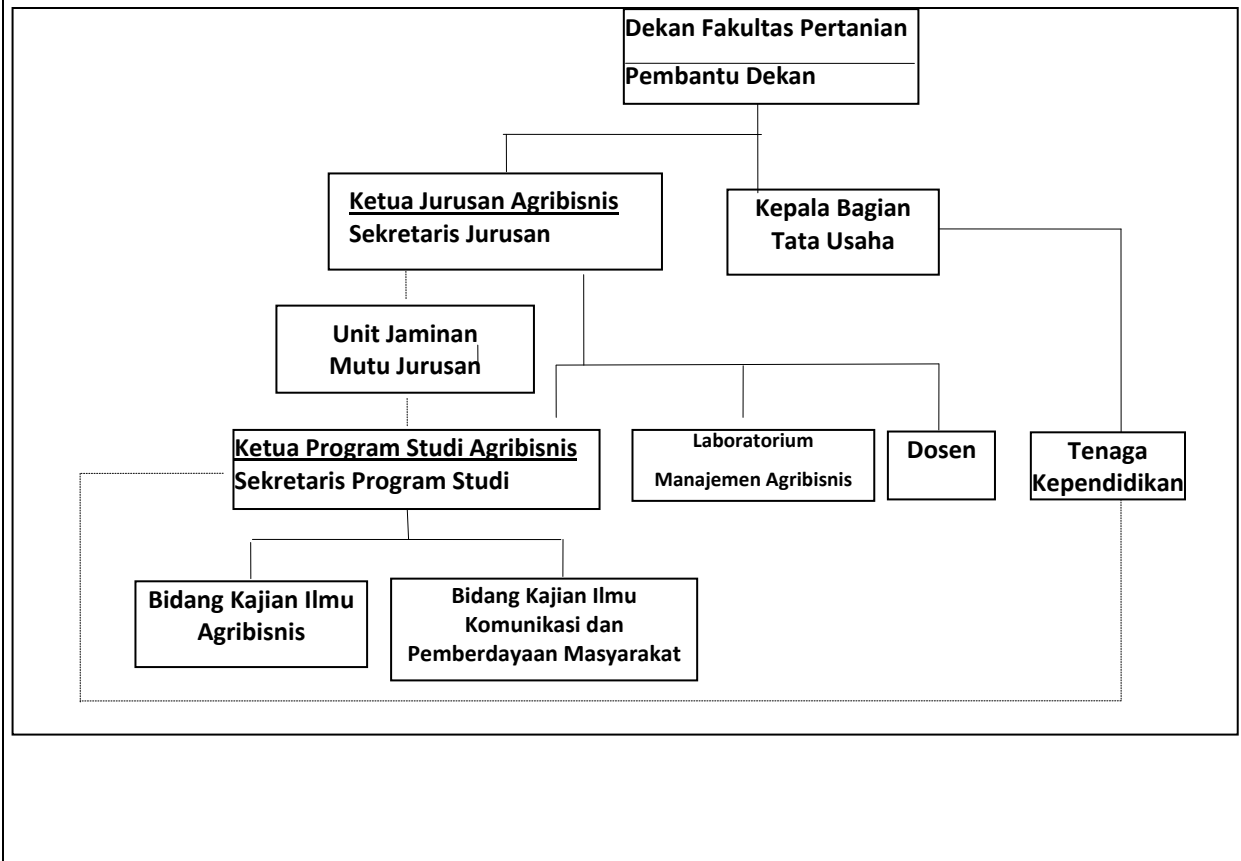 Dekan Fakultas Pertanian
Pembantu Dekan
Ketua Jurusan Agribisnis
Sekretaris Jurusan
Kepala Bagian
Tata Usaha
Unit Jaminan
Mutu Jurusan
Ketua Program Studi Agribisnis
Sekretaris Program Studi
Laboratorium
Manajemen Agribisnis
Dosen
Tenaga
Kependidikan
Bidang Kajian Ilmu
Agribisnis
Bidang Kajian Ilmu
Komunikasi dan
Pemberdayaan Masyarakat